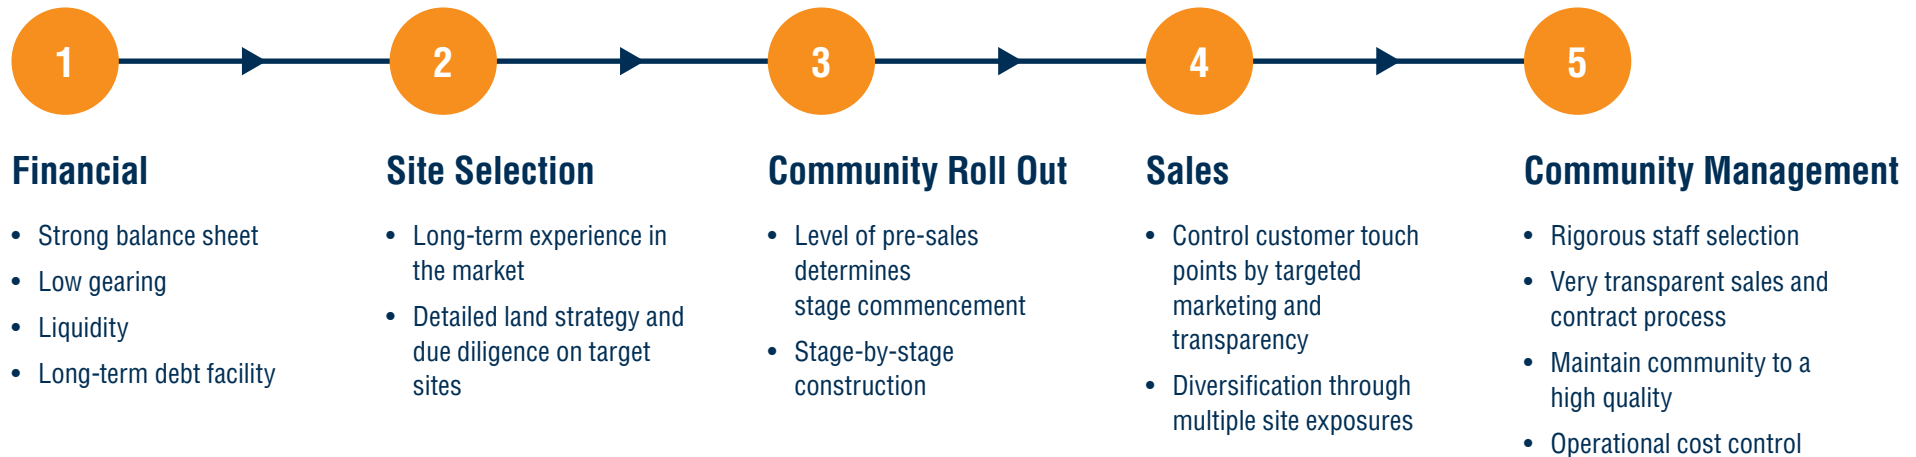 1
2
3
4
5
Financial
• Strong balance sheet
• Low gearing
• Liquidity
• Long-term debt facility
Site Selection
• Long-term experience in
the market
• Detailed land strategy and
due diligence on target
sites
Community Roll Out
• Level of pre-sales
determines
stage commencement
• Stage-by-stage
construction
Sales
• Control customer touch
points by targeted
marketing and
transparency
• Diversification through
multiple site exposures
Community Management
• Rigorous staff selection
• Very transparent sales and
contract process
• Maintain community to a
high quality
• Operational cost control